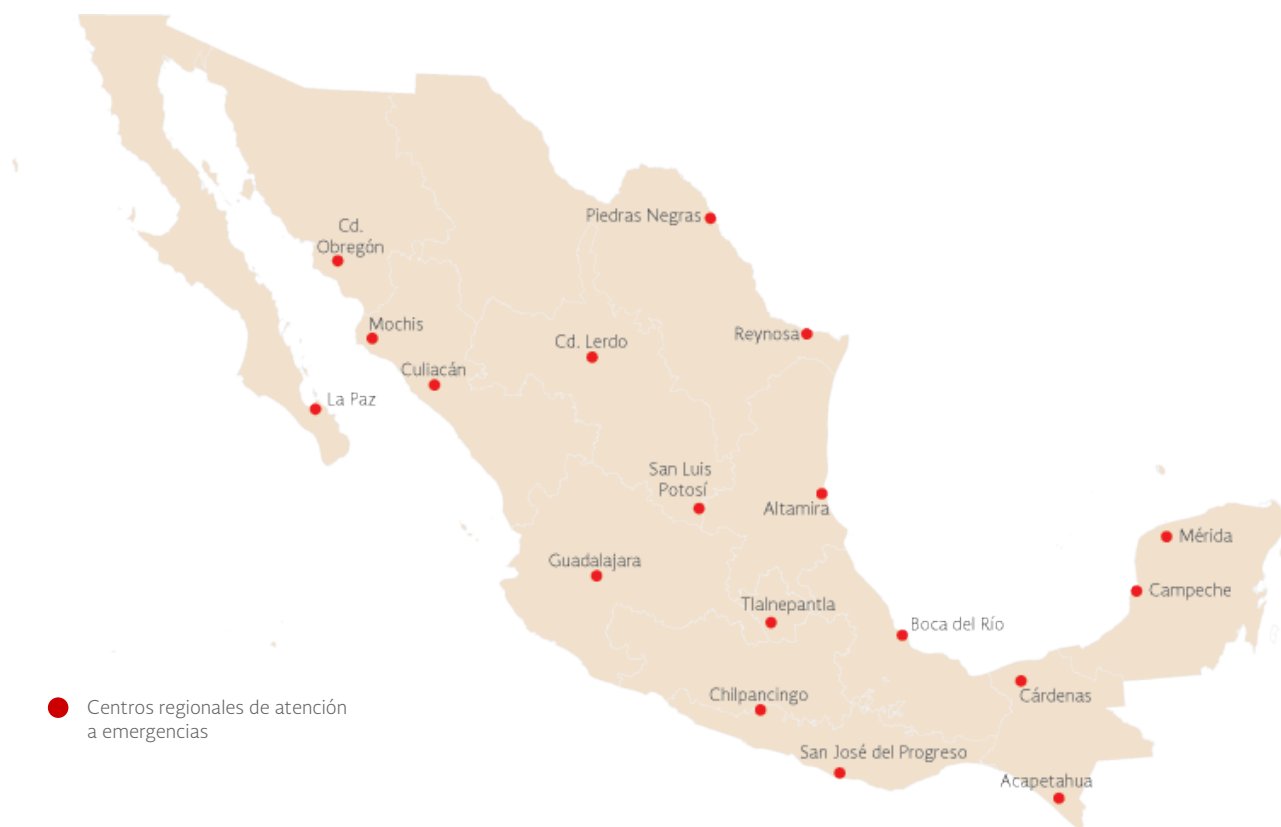 Piedras Negras
Cd.
Obregón
Mochis
Cd. Lerdo
Reynosa
Culiacán
La Paz
San Luis
Potosí
Altamira
Mérida
Guadalajara
Campeche
Tlalnepantla
Boca del Río
Chilpancingo
Cárdenas
Centros regionales de atención
a emergencias
San José del Progreso
Acapetahua